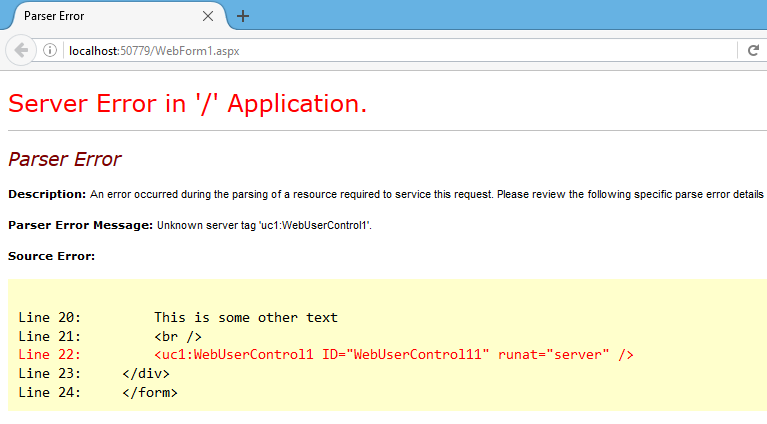 Parser Error
localhost:50779/WebForm1.aspx
Server Error in '/' Application.
Parser Error
Description: An error occurred during the parsing of a resource required to service this request. Please review the following specific parse error details
Parser Error Message: Unknown server tag 'uc1:WebUserControl1'.
Source Error:
Line 20:         This is some other text
Line 21:         <br />
Line 22:         <uc1:WebUserControl1 ID="WebUserControl11" runat="server" />
Line 23:     </div>
Line 24:     </form>